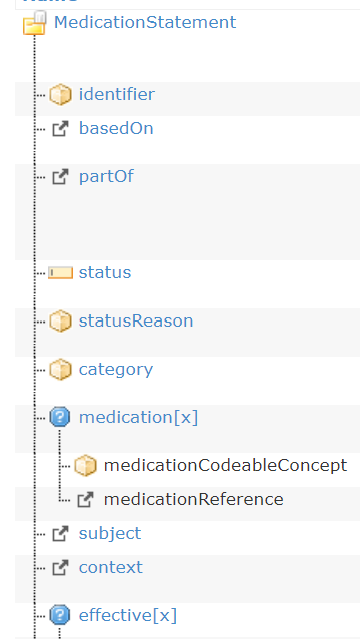 MedicationStatement
identifier
basedOn
partOf
status
statusReason
category
medication[x]
medicationCodeableConcept
medicationReference
subject
context
effective[x]